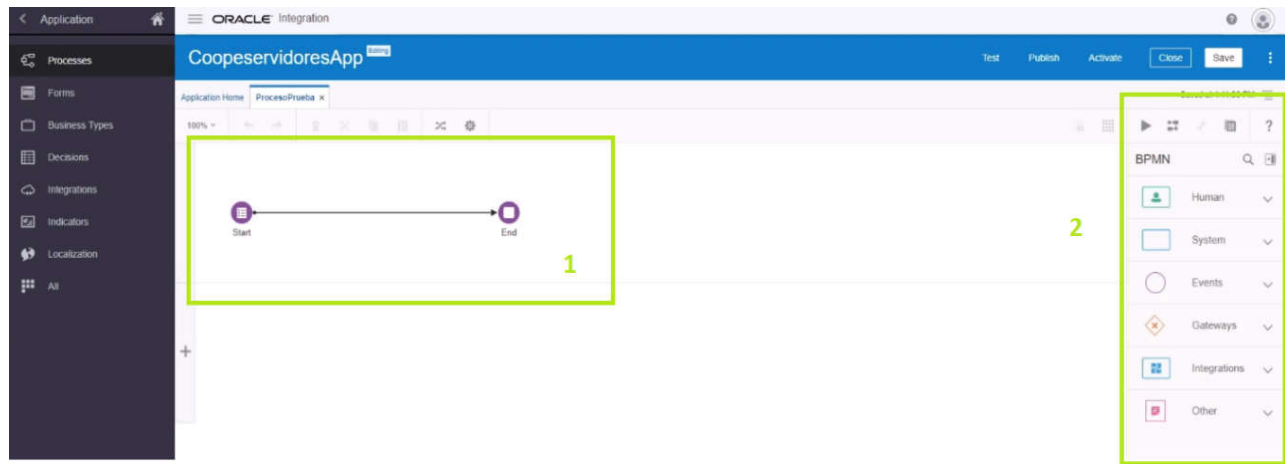 Application
ORACLE Integration
Processes
CoopeservidoresApp Editing
Test Publish Activate Close Save
Forms
Application Home ProcesoPrueba x
Business Types
100%
Decisions
BPMN
Integrations
Human
Indicators
Start
End
2
System
Localization
1
All
Events
Gateways
Integrations
Other